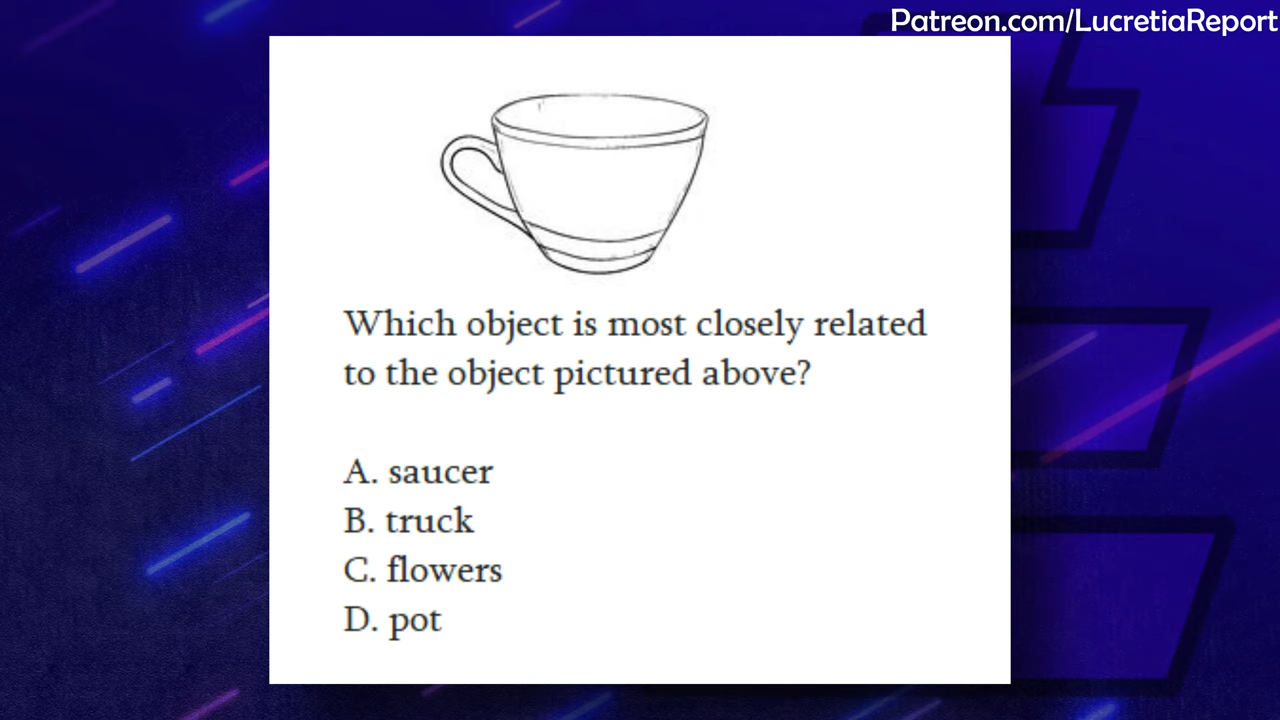 Patreon.com/LucretiaReport
Which object is most closely related
to the object pictured above?
A. saucer
B. truck
C. flowers
D. pot